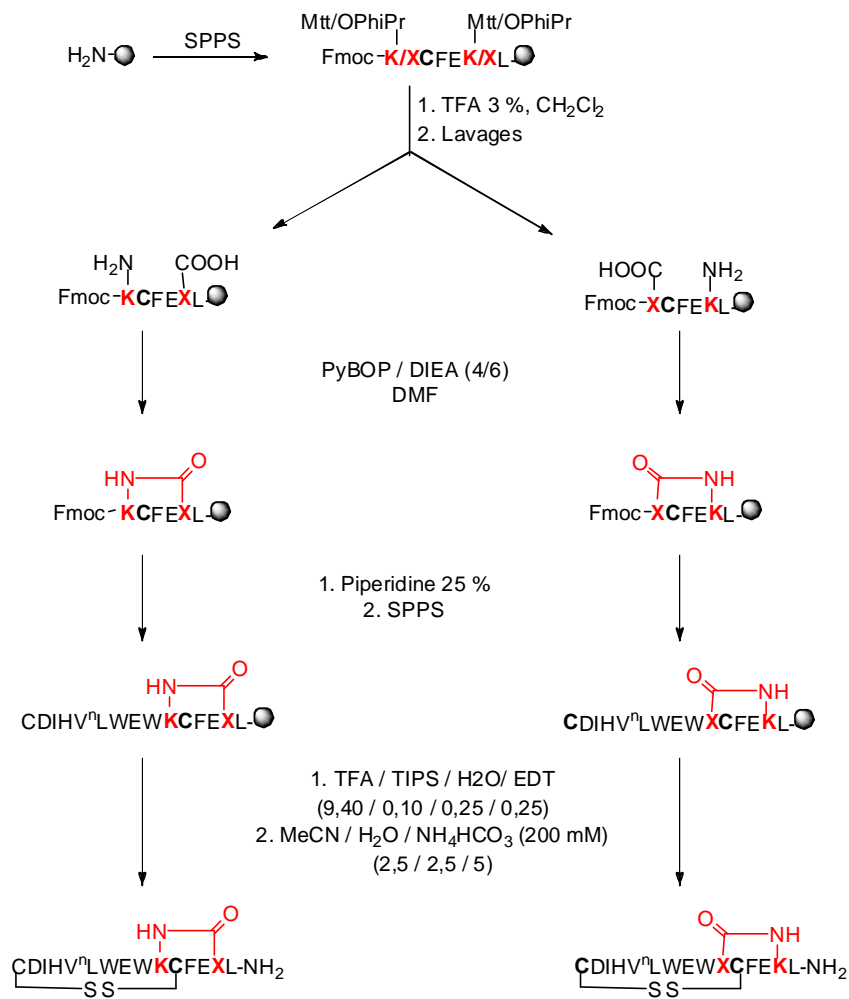 H2N
SPPS
Mtt/OPhiPr Mtt/OPhiPr
Fmoc-K/XCFEK/XL-
1. TFA 3 %, CH2Cl2
2. Lavages
H2N COOH
Fmoc-KCFEXL-
HOOC NH2
Fmoc-XCFEKL-
PyBOP / DIEA (4/6)
DMF
HN O
Fmoc-KCFEXL-
O NH
Fmoc-XCFEKL-
1. Piperidine 25 %
2. SPPS
HN O
CDIHVnLWEWKCFEXL-
O NH
CDIHVnLWEWXCFEKL-
1. TFA / TIPS / H2O/ EDT
(9,40 / 0,10 / 0,25 / 0,25)
2. MeCN / H2O / NH4HCO3 (200 mM)
(2,5 / 2,5 / 5)
HN O
CDIHVnLWEWKCFEXL-NH2
S S
O NH
CDIHVnLWEWXCFEKL-NH2
S S